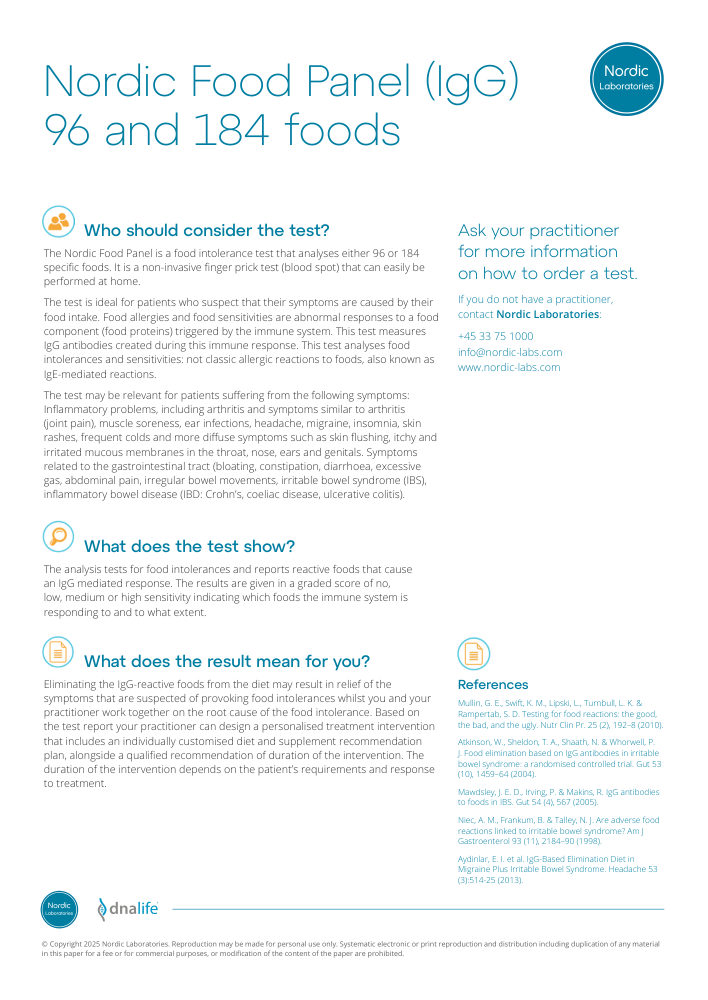 Nordic Food Panel (IgG)
96 and 184 foods
Nordic
Laboratories
Who should consider the test?
The Nordic Food Panel is a food intolerance test that analyses either 96 or 184
specific foods. It is a non-invasive finger prick test (blood spot) that can easily be
performed at home.
The test is ideal for patients who suspect that their symptoms are caused by their
food intake. Food allergies and food sensitivities are abnormal responses to a food
component (food proteins) triggered by the immune system. This test measures
IgG antibodies created during this immune response. This test analyses food
intolerances and sensitivities: not classic allergic reactions to foods, also known as
IgE-mediated reactions.
The test may be relevant for patients suffering from the following symptoms:
Inflammatory problems, including arthritis and symptoms similar to arthritis
(joint pain), muscle soreness, ear infections, headache, migraine, insomnia, skin
rashes, frequent colds and more diffuse symptoms such as skin flushing, itchy and
irritated mucous membranes in the throat, nose, ears and genitals. Symptoms
related to the gastrointestinal tract (bloating, constipation, diarrhoea, excessive
gas, abdominal pain, irregular bowel movements, irritable bowel syndrome (IBS),
inflammatory bowel disease (IBD: Crohn's, coeliac disease, ulcerative colitis).
What does the test show?
The analysis tests for food intolerances and reports reactive foods that cause
an IgG mediated response. The results are given in a graded score of no,
low, medium or high sensitivity indicating which foods the immune system is
responding to and to what extent.
What does the result mean for you?
Eliminating the IgG-reactive foods from the diet may result in relief of the
symptoms that are suspected of provoking food intolerances whilst you and your
practitioner work together on the root cause of the food intolerance. Based on
the test report your practitioner can design a personalised treatment intervention
that includes an individually customised diet and supplement recommendation
plan, alongside a qualified recommendation of duration of the intervention. The
duration of the intervention depends on the patient's requirements and response
to treatment.
Ask your practitioner
for more information
on how to order a test.
If you do not have a practitioner,
contact Nordic Laboratories:
+45 33 75 1000
info@nordic-labs.com
www.nordic-labs.com
References
Mullin, G. E., Swift, K. M., Lipski, L., Turnbull, L. K. &
Rampertab, S. D. Testing for food reactions: the good,
the bad, and the ugly. Nutr Clin Pr. 25 (2), 192–8 (2010).
Atkinson, W., Sheldon, T. A., Shaath, N. & Whorwell, P.
J. Food elimination based on IgG antibodies in irritable
bowel syndrome: a randomised controlled trial. Gut 53
(10), 1459–64 (2004).
Mawdsley, J. E. D., Irving, P. & Makins, R. IgG antibodies
to foods in IBS. Gut 54 (4), 567 (2005).
Niec, A. M., Frankum, B. & Talley, N. J. Are adverse food
reactions linked to irritable bowel syndrome? Am J
Gastroenterol 93 (11), 2184–90 (1998).
Aydinlar, E. I. et al. IgG-Based Elimination Diet in
Migraine Plus Irritable Bowel Syndrome. Headache 53
(3):514-25 (2013).
Nordic
Laboratories
dnalife
© Copyright 2025 Nordic Laboratories. Reproduction may be made for personal use only. Systematic electronic or print reproduction and distribution including duplication of any material
in this paper for a fee or for commercial purposes, or modification of the content of the paper are prohibited.